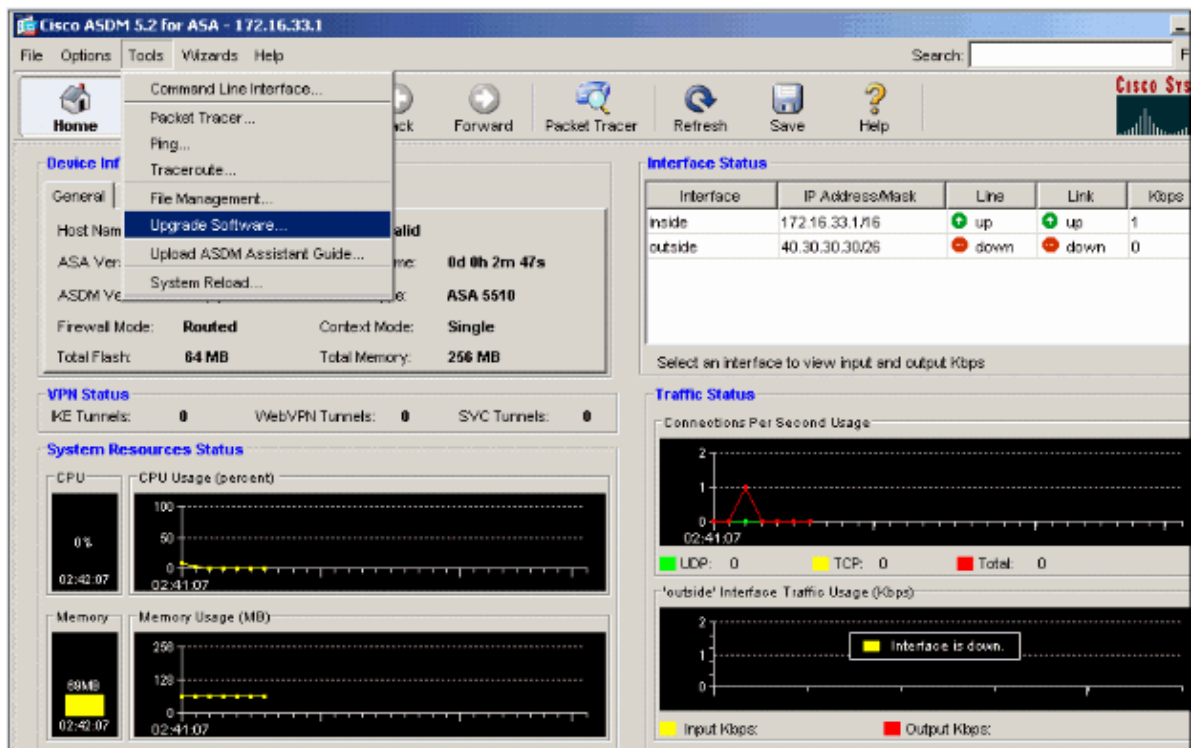 Cisco ASDM 5.2 for ASA - 172.16.33.1
File Options Tools Wizards Help
Search:
Command Line Interface...
Packet Tracer...
Ping...
Traceroute...
File Management...
Upgrade Software...
Upload ASDM Assistant Guide...
System Reload...
Home
Forward
Packet Tracer
Refresh
Save
Help
CISCO SYS
Device Inf
General
Host Nam
alid
ASA Ver
me:
0d 0h 2m 47s
ASDM Ve
ASA 5510
Firewall Mode: Routed Context Mode: Single
Total Flash: 64 MB Total Memory: 256 MB
Interface Status
Interface IP Address/Mask Line Link Kbps
inside 172.16.33.1/16 up up 1
outside 40.30.30.30/26 down down 0
Select an interface to view input and output Kbps
VPN Status
IKE Tunnels: 0 WebVPN Tunnels: 0 SVC Tunnels: 0
System Resources Status
CPU
0%
02:42:07
CPU Usage (percent)
100
50
0
02:41:07
Memory
69MB
02:42:07
Memory Usage (MB)
256
128
0
02:41:07
Traffic Status
Connections Per Second Usage
2
1
0
02:41:07
UDP: 0 TCP: 0 Total: 0
'outside' Interface Traffic Usage (Kbps)
2
1
0
Interface is down.
Input Kbps: Output Kbps: